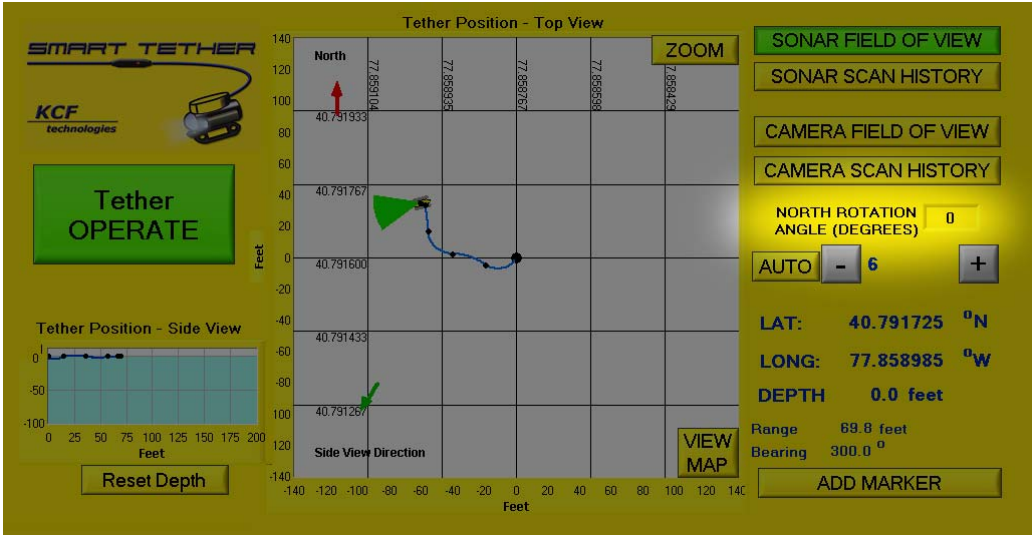 Tether Position - Top View
SMART TETHER
KCF
technologies
Tether
OPERATE
Tether Position - Side View
1
0
-50
-100
0 25 50 75 100 125 150 175 200
Feet
Reset Depth
140
120
100
80
60
40
20
0
-20
-40
-60
-80
100
120
-140
Feet
North
77.859104
77.858935
77.858767
77.858598
77.858429
ZOOM
40.791933
40.791767
40.791600
40.791433
40.791267
Side View Direction
VIEW
MAP
-140 -120 -100 -80 -60 -40 -20 0 20 40 60 80 100 120 140
Feet
SONAR FIELD OF VIEW
SONAR SCAN HISTORY
CAMERA FIELD OF VIEW
CAMERA SCAN HISTORY
NORTH ROTATION 0
ANGLE (DEGREES)
AUTO - 6 +
LAT: 40.791725 ⁰N
LONG: 77.858985 ⁰W
DEPTH 0.0 feet
Range 69.8 feet
Bearing 300.0 ⁰
ADD MARKER